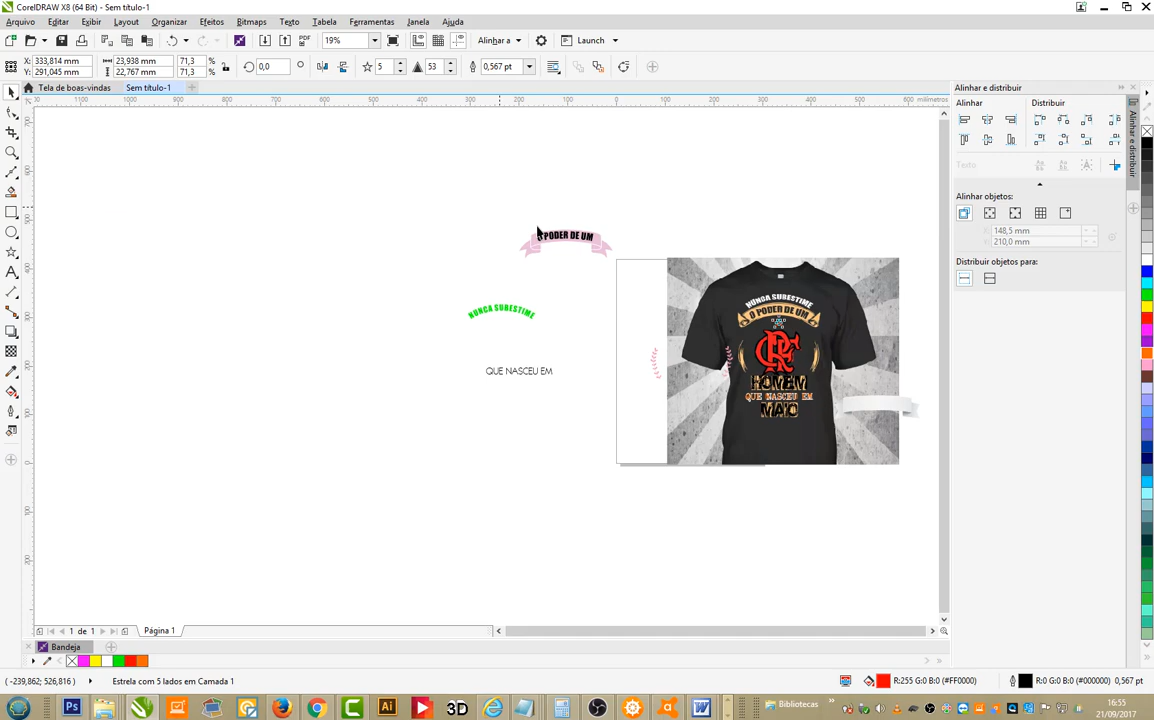 CorelDRAW X8 (64 Bit) - Sem título-1
Arquivo Editar Exibir Layout Organizar Efeitos Bitmaps Texto Tabela Ferramentas Janela Ajuda
PDF 19% Alinhar a Launch
X: 333,814 mm 23,938 mm 71,3 % 0,0 ° 5 53 0,567 pt
Y: 291,045 mm 22,767 mm 71,3 %
Tela de boas-vindas Sem título-1
milímetros
Alinhar e distribuir
Alinhar Distribuir
Texto
Alinhar objetos:
148,5 mm
210,0 mm
Distribuir objetos para:
Alinhar e distribuir
O PODER DE UM
NUNCA SUBESTIME
QUE NASCEU EM
NUNCA SUBESTIME
O PODER DE UM
HOMEM
QUE NASCEU EM
MAIO
1 de 1 Página 1
Bandeja
( -239,862; 526,816 ) Estrela com 5 lados em Camada 1 R:255 G:0 B:0 (#FF0000) R:0 G:0 B:0 (#000000) 0,567 pt
Ps Ai 3D W Bibliotecas
16:55
21/09/2017